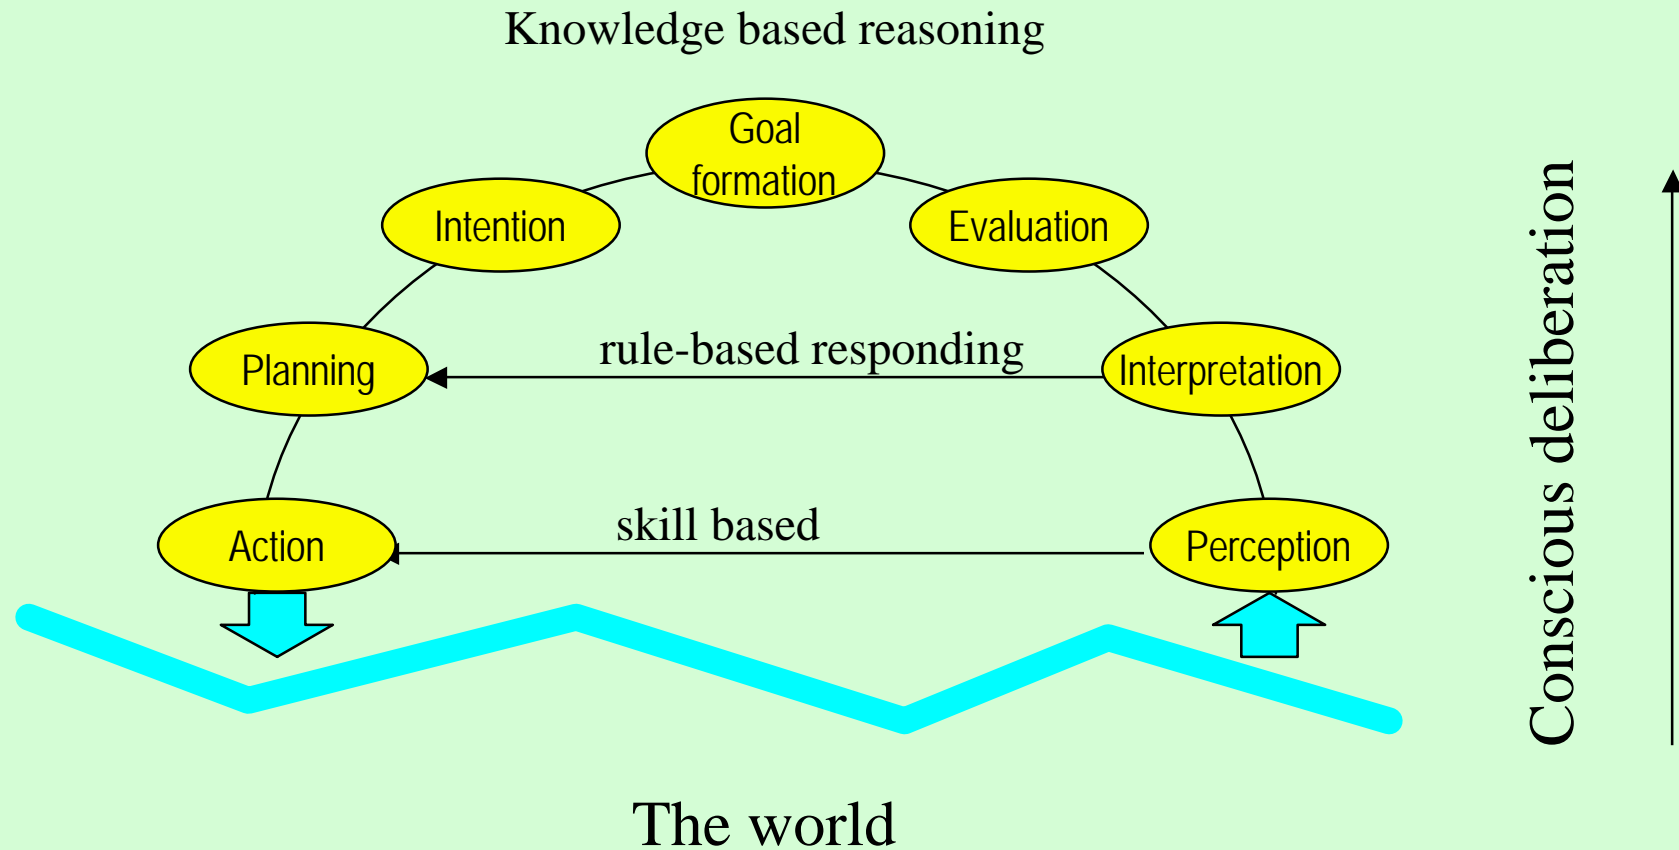 Knowledge based reasoning
Goal
formation
Intention
Evaluation
Planning
rule-based responding
Interpretation
Action
skill based
Perception
Conscious deliberation
The world